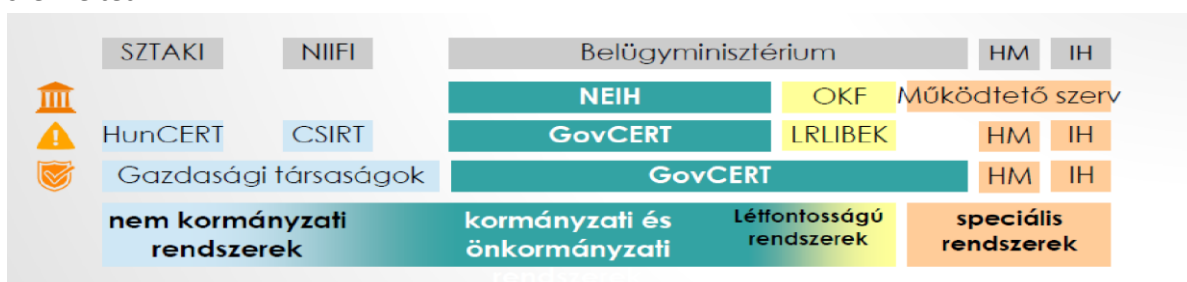 SZTAKI NIIFI Belügyminisztérium HM IH
NEIH OKF Működtető szerv
HunCERT CSIRT GovCERT LRLIBEK HM IH
Gazdasági társaságok GovCERT HM IH
nem kormányzati rendszerek
kormányzati és önkormányzati rendszerek
Létfontosságú rendszerek
speciális rendszerek